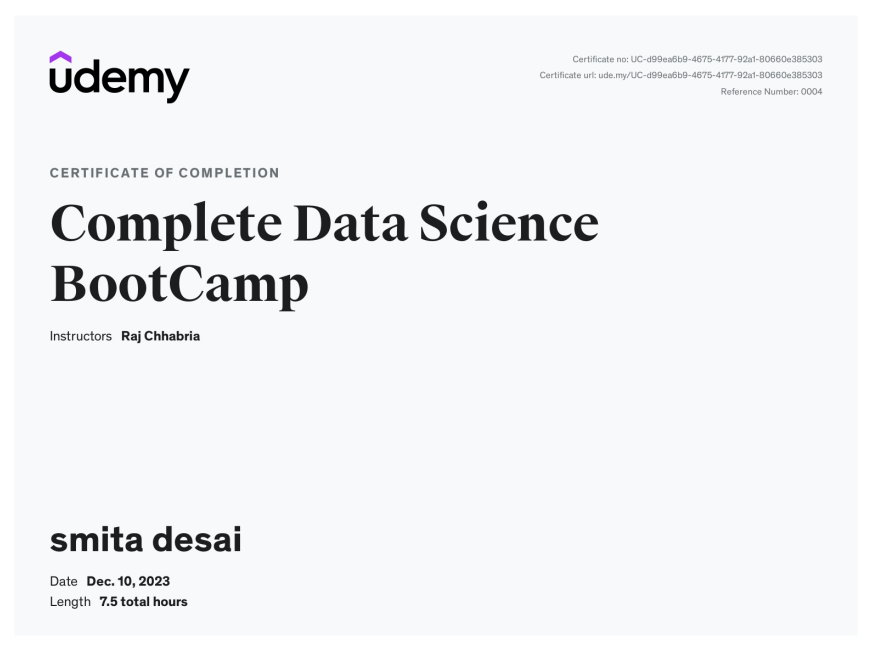 udemy
Certificate no: UC-d99ea6b9-4675-4177-92a1-80660e385303
Certificate url: ude.my/UC-d99ea6b9-4675-4177-92a1-80660e385303
Reference Number: 0004
CERTIFICATE OF COMPLETION
Complete Data Science
BootCamp
Instructors Raj Chhabria
smita desai
Date Dec. 10, 2023
Length 7.5 total hours